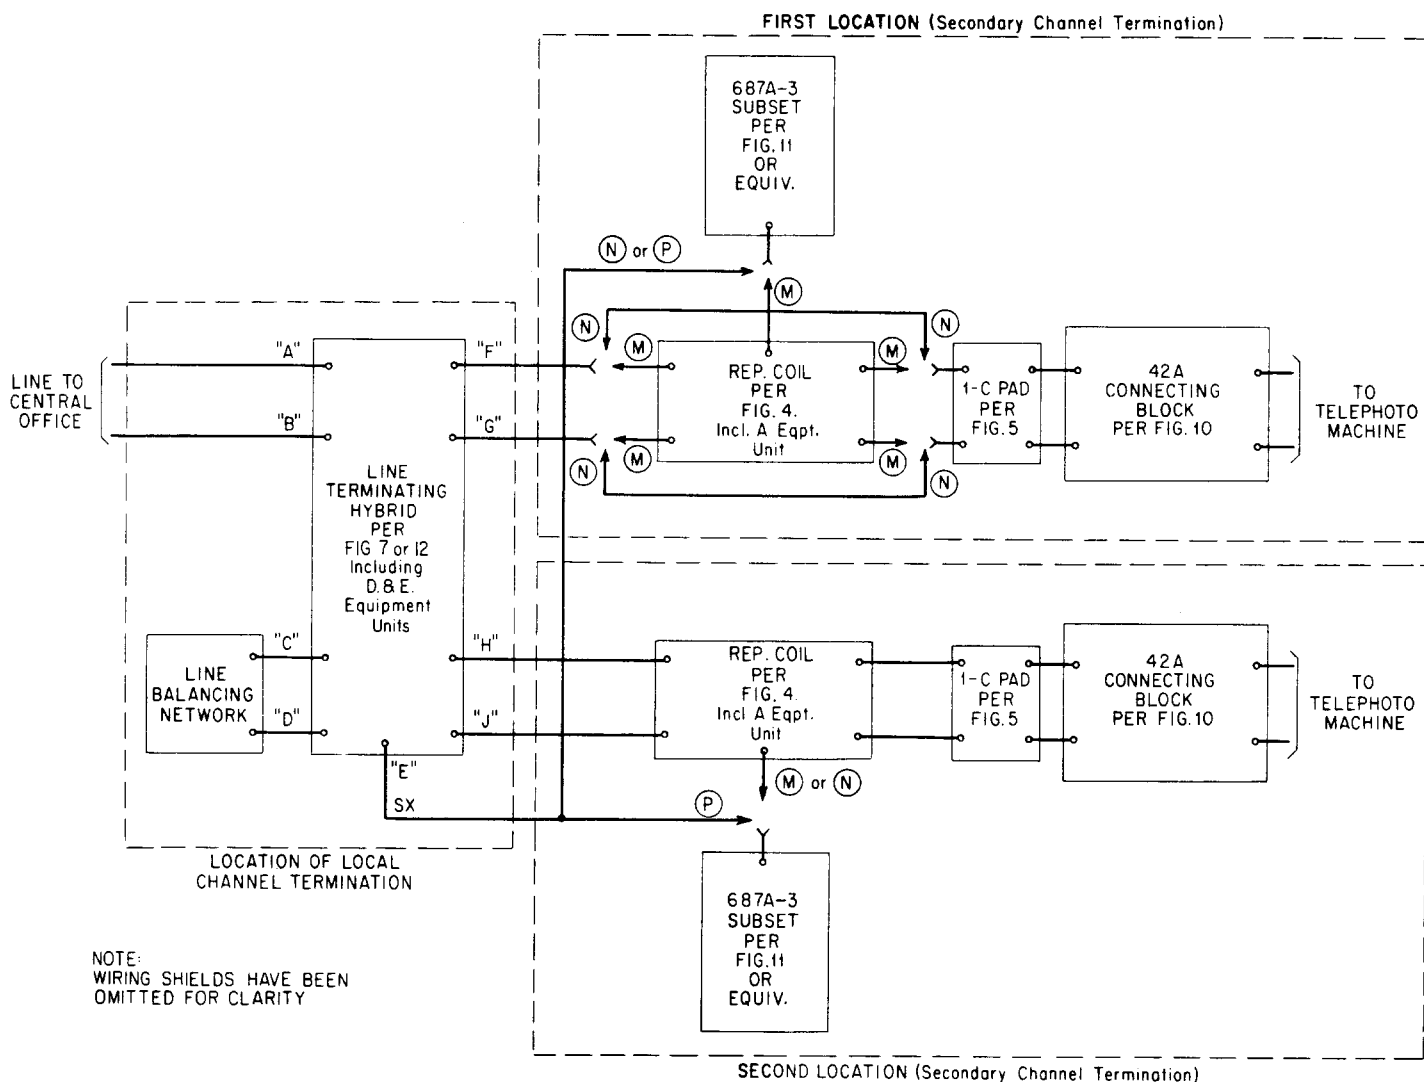 FIRST LOCATION (Secondary Channel Termination)
687A-3
SUBSET
PER
FIG. 11
OR
EQUIV.
N or P
M
N
N
"A"
"F"
M
M
LINE TO
CENTRAL
OFFICE
REP. COIL
PER
FIG. 4.
Incl. A Eqpt.
Unit
1-C PAD
PER
FIG. 5
42A
CONNECTING
BLOCK
PER FIG. 10
TO
TELEPHOTO
MACHINE
"B"
"G"
M
M
N
N
LINE
TERMINATING
HYBRID
PER
FIG 7 or 12
Including
D. & E.
Equipment
Units
"C"
"H"
LINE
BALANCING
NETWORK
"D"
"J"
REP. COIL
PER
FIG. 4.
Incl A Eqpt.
Unit
1-C PAD
PER
FIG. 5
42A
CONNECTING
BLOCK
PER FIG. 10
TO
TELEPHOTO
MACHINE
"E"
SX
P
M or N
LOCATION OF LOCAL
CHANNEL TERMINATION
687A-3
SUBSET
PER
FIG. 11
OR
EQUIV.
NOTE:
WIRING SHIELDS HAVE BEEN
OMITTED FOR CLARITY
SECOND LOCATION (Secondary Channel Termination)